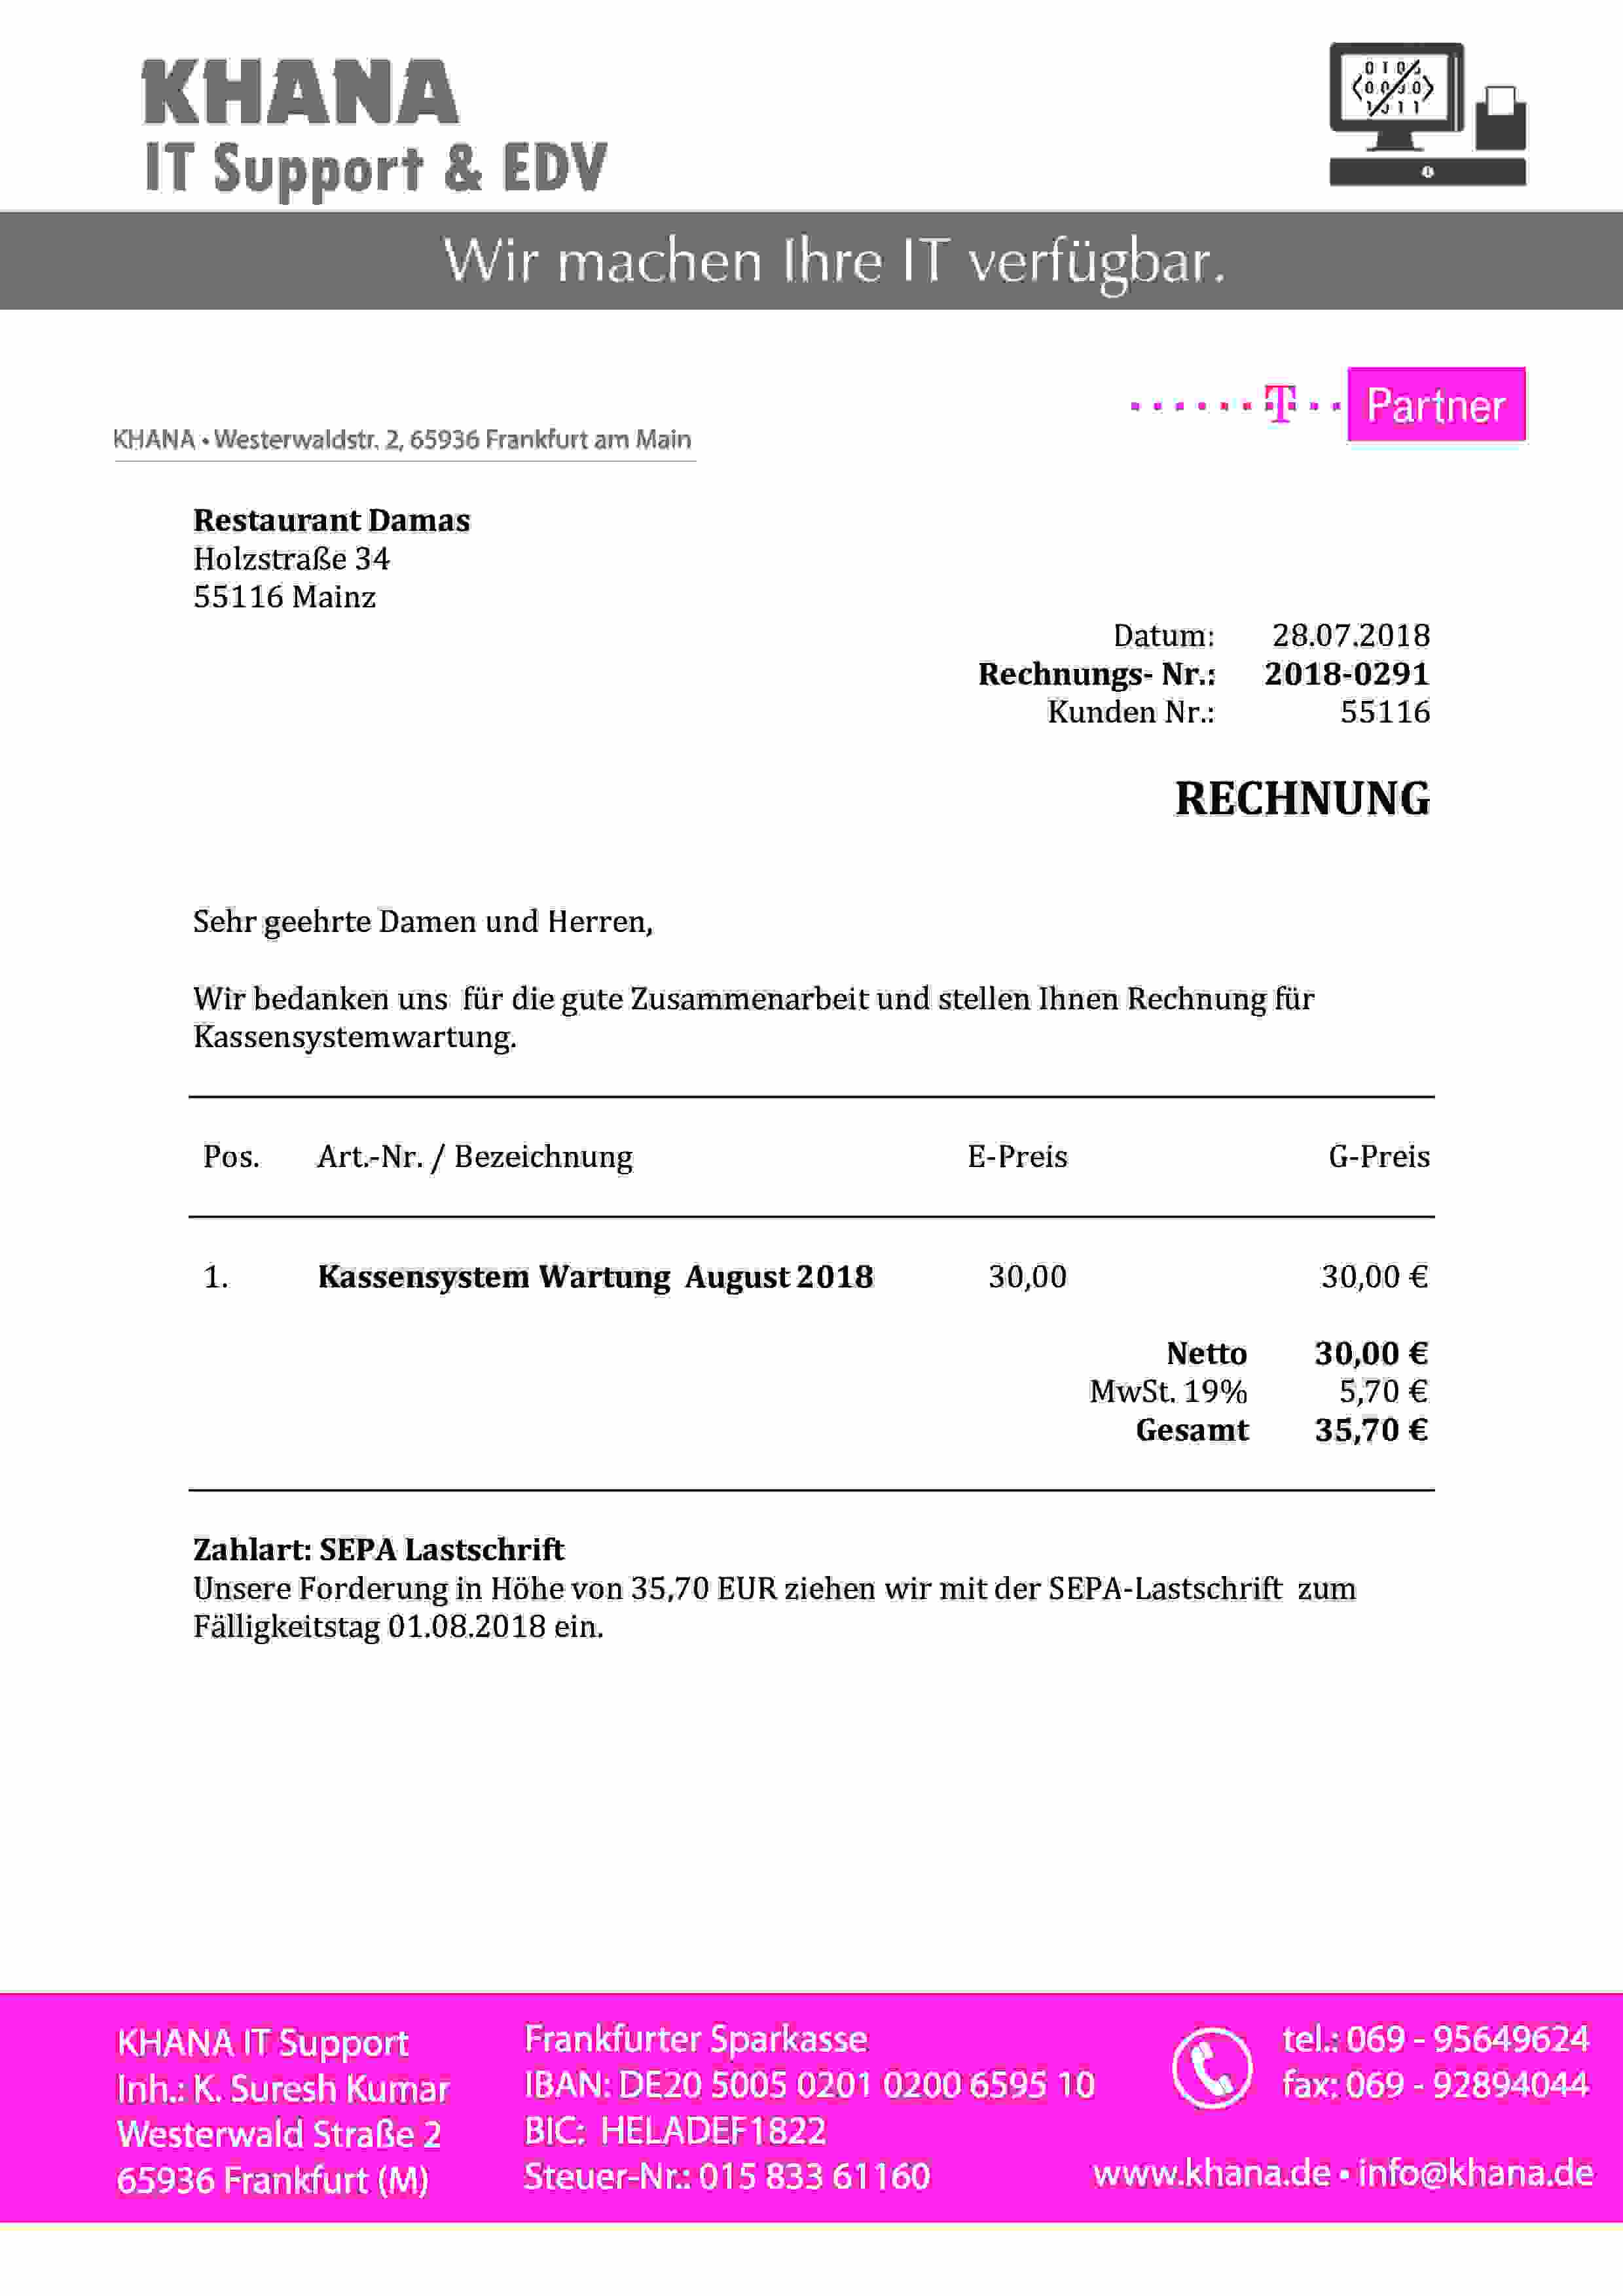 KHANA
IT Support & EDV
Wir machen Ihre IT verfügbar.
T Partner
KHANA • Westerwaldstr. 2, 65936 Frankfurt am Main
Restaurant Damas
Holzstraße 34
55116 Mainz
Datum: 28.07.2018
Rechnungs- Nr.: 2018-0291
Kunden Nr.: 55116
RECHNUNG
Sehr geehrte Damen und Herren,
Wir bedanken uns für die gute Zusammenarbeit und stellen Ihnen Rechnung für
Kassensystemwartung.
Pos. Art.-Nr. / Bezeichnung E-Preis G-Preis
1. Kassensystem Wartung August 2018 30,00 30,00 €
Netto 30,00 €
MwSt. 19% 5,70 €
Gesamt 35,70 €
Zahlart: SEPA Lastschrift
Unsere Forderung in Höhe von 35,70 EUR ziehen wir mit der SEPA-Lastschrift zum
Fälligkeitstag 01.08.2018 ein.
KHANA IT Support
Inh.: K. Suresh Kumar
Westerwald Straße 2
65936 Frankfurt (M)
Frankfurter Sparkasse
IBAN: DE20 5005 0201 0200 6595 10
BIC: HELADEF1822
Steuer-Nr.: 015 833 61160
tel.: 069 - 95649624
fax: 069 - 92894044
www.khana.de • info@khana.de